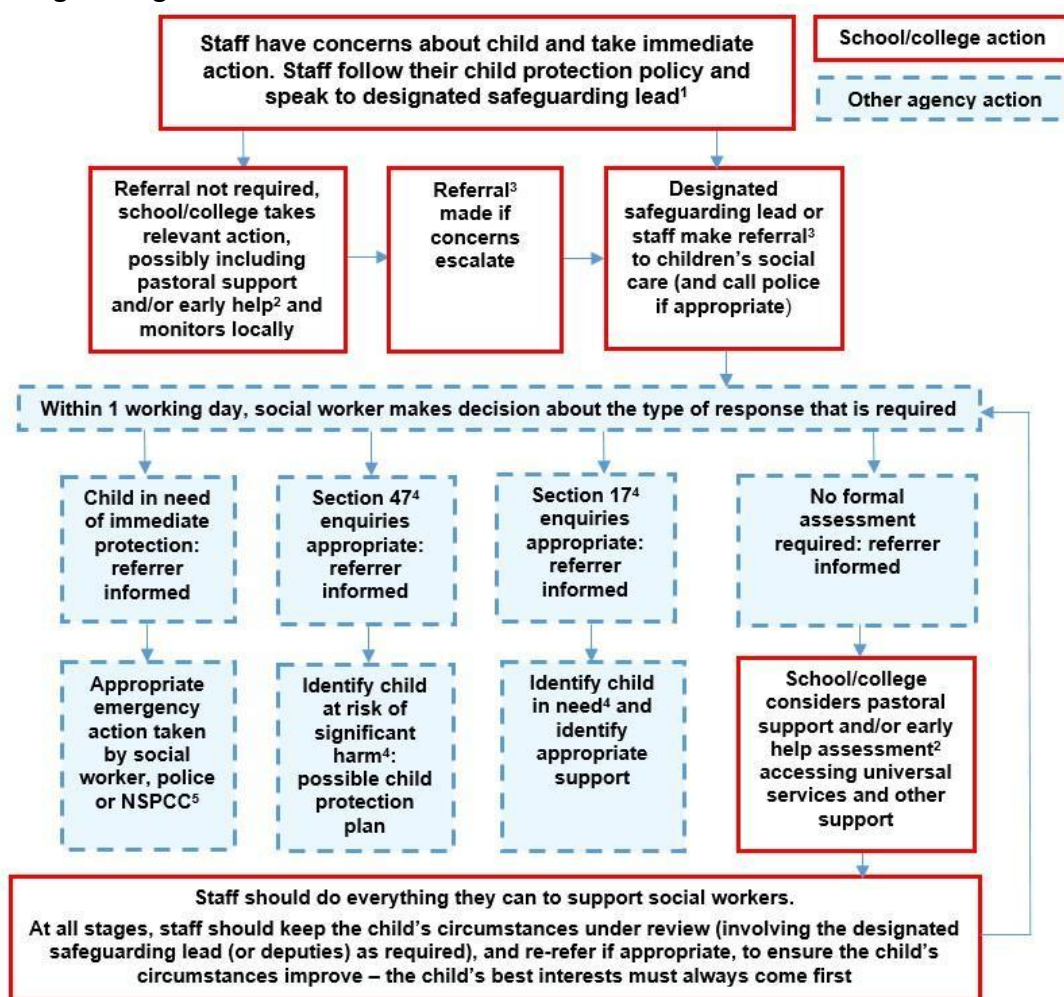 Staff have concerns about child and take immediate
action. Staff follow their child protection policy and
speak to designated safeguarding lead¹
School/college action
Other agency action
Referral not required,
school/college takes
relevant action,
possibly including
pastoral support
and/or early help² and
monitors locally
Referral³
made if
concerns
escalate
Designated
safeguarding lead or
staff make referral³
to children's social
care (and call police
if appropriate)
Within 1 working day, social worker makes decision about the type of response that is required
Child in need
of immediate
protection:
referrer
informed
Section 47⁴
enquiries
appropriate:
referrer
informed
Section 17⁴
enquiries
appropriate:
referrer
informed
No formal
assessment
required: referrer
informed
Appropriate
emergency
action taken
by social
worker, police
or NSPCC⁵
Identify child
at risk of
significant
harm⁴:
possible child
protection
plan
Identify child
in need⁴ and
identify
appropriate
support
School/college
considers pastoral
support and/or early
help assessment²
accessing universal
services and other
support
Staff should do everything they can to support social workers.
At all stages, staff should keep the child's circumstances under review (involving the designated
safeguarding lead (or deputies) as required), and re-refer if appropriate, to ensure the child's
circumstances improve – the child's best interests must always come first